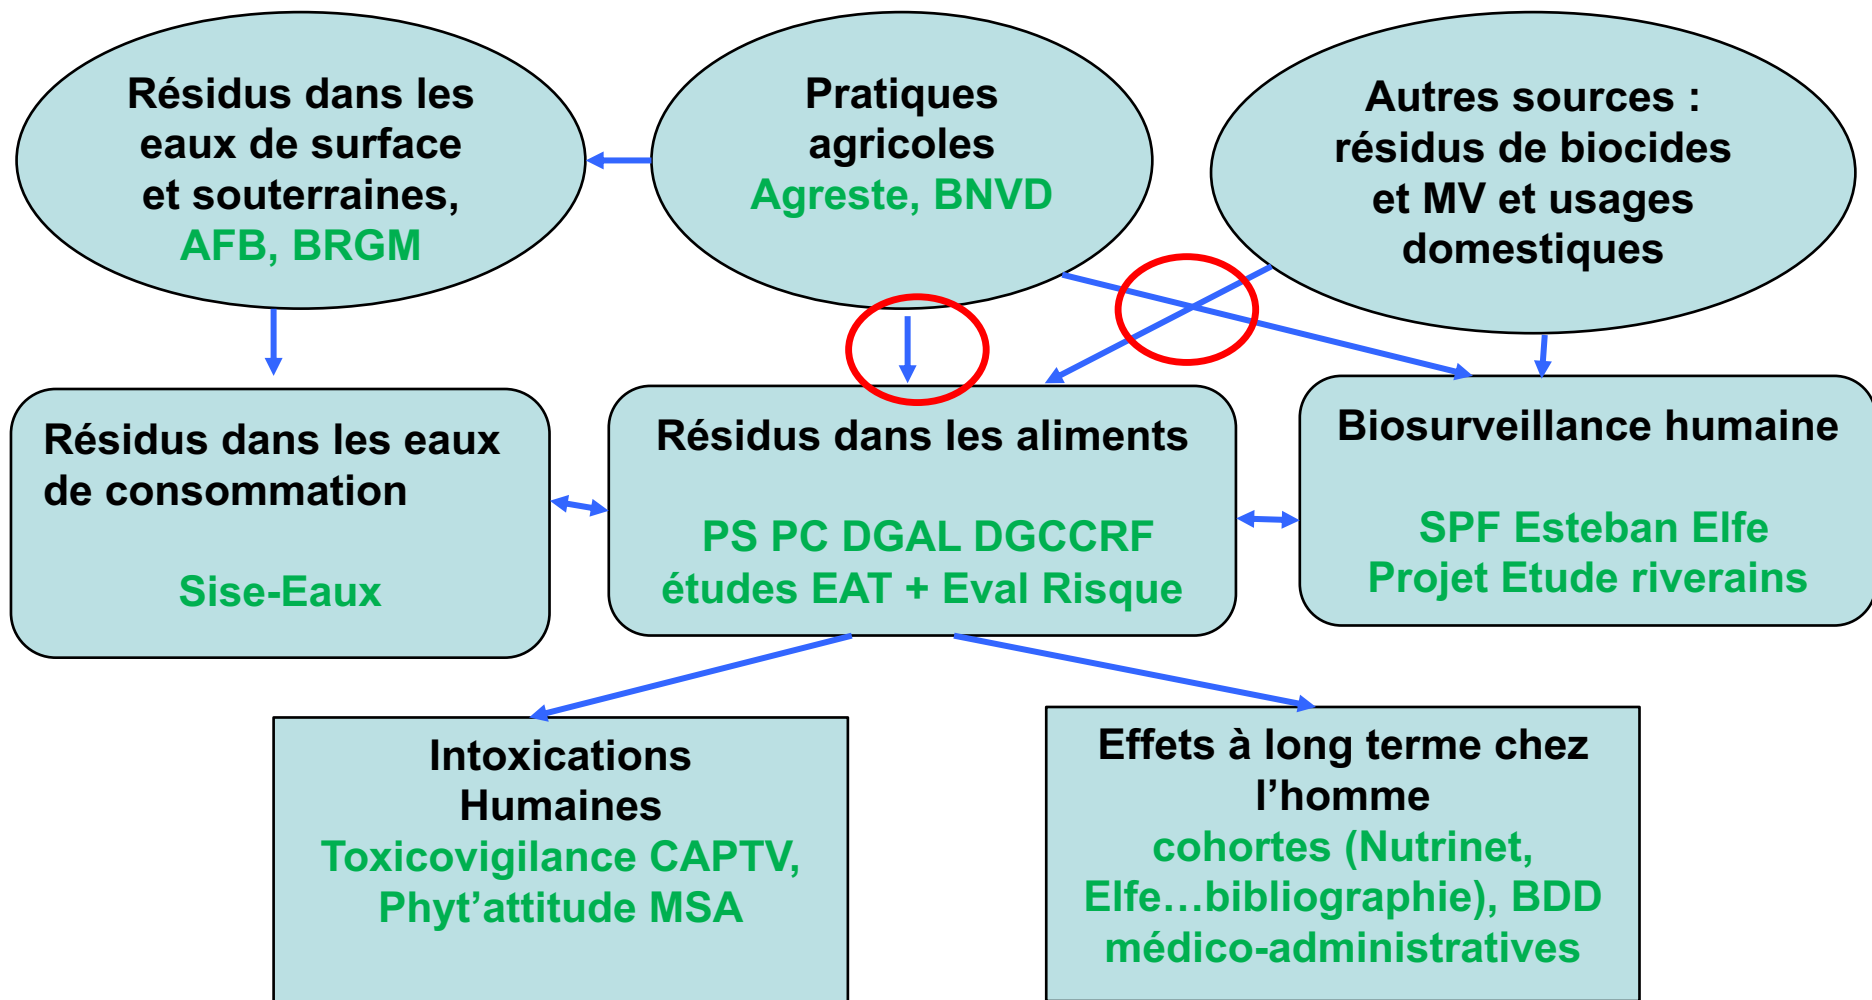 Résidus dans les
eaux de surface
et souterraines,
AFB, BRGM
Pratiques
agricoles
Agreste, BNVD
Autres sources :
résidus de biocides
et MV et usages
domestiques
Résidus dans les eaux
de consommation
Sise-Eaux
Résidus dans les aliments
PS PC DGAL DGCCRF
études EAT + Eval Risque
Biosurveillance humaine
SPF Esteban Elfe
Projet Etude riverains
Intoxications
Humaines
Toxicovigilance CAPTV,
Phyt’attitude MSA
Effets à long terme chez
l’homme
cohortes (Nutrinet,
Elfe…bibliographie), BDD
médico-administratives